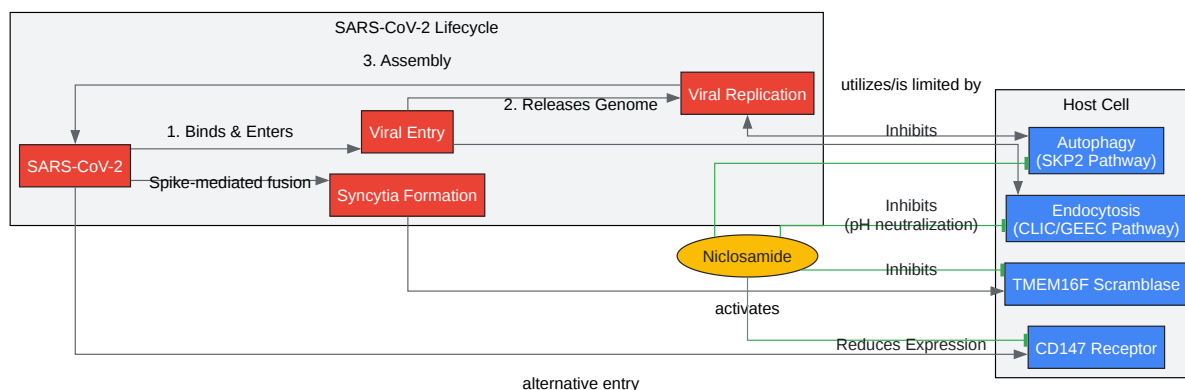 SARS-CoV-2 Lifecycle
3. Assembly
utilizes/is limited by
Viral Replication
Host Cell
2. Releases Genome
1. Binds & Enters
Viral Entry
Inhibits
Autophagy
(SKP2 Pathway)
SARS-CoV-2
Spike-mediated fusion
Syncytia Formation
Inhibits
(pH neutralization)
Endocytosis
(CLIC/GEEC Pathway)
Niclosamide
Inhibits
TMEM16F Scramblase
activates
Reduces Expression
CD147 Receptor
alternative entry